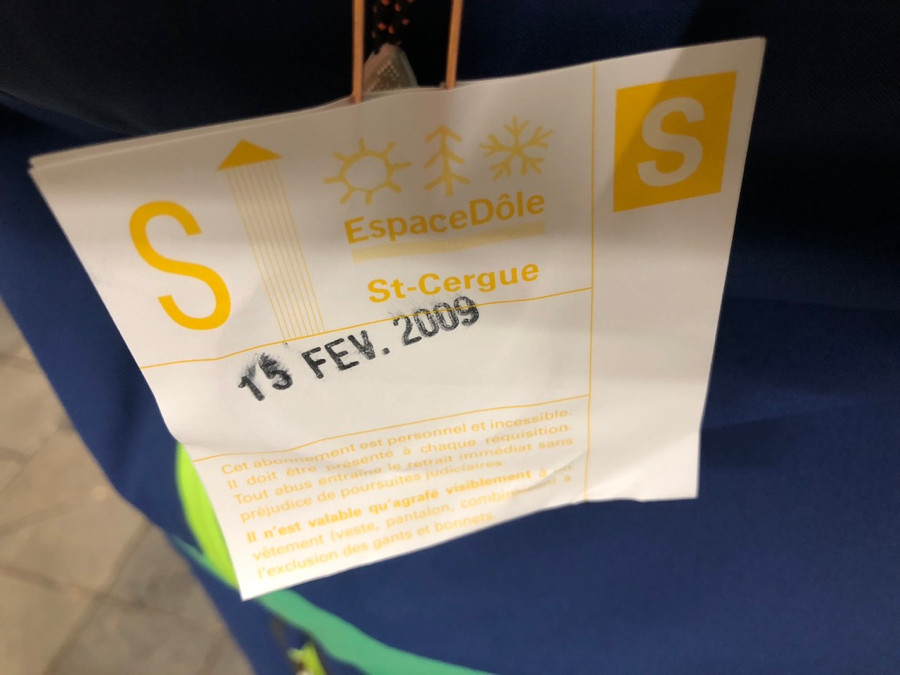 S
S
EspaceDôle
St-Cergue
15 FEV. 2009
Cet abonnement est personnel et incessible.
Il doit être présenté à chaque réquisition.
Tout abus entraîne le retrait immédiat sans
préjudice de poursuites judiciaires.
Il n'est valable qu'agrafé visiblement à
vêtement (veste, pantalon, à
l'exclusion des gants et bonnets